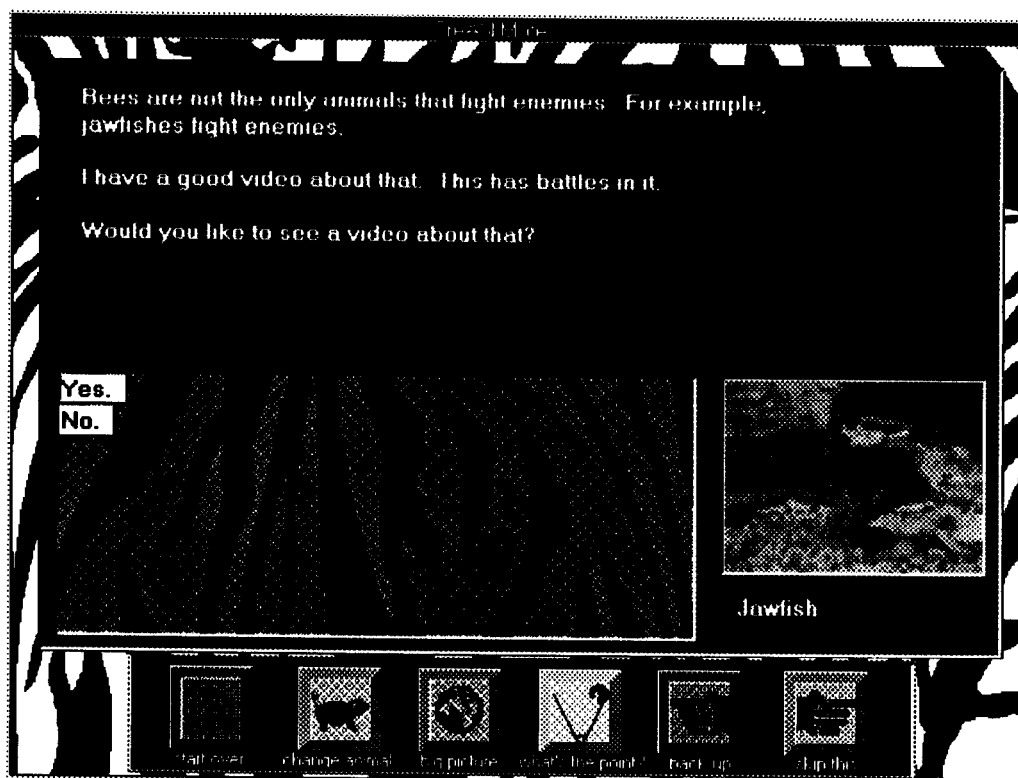 Bees are not the only animals that fight enemies. For example,
jawfishes fight enemies.
I have a good video about that. This has battles in it.
Would you like to see a video about that?
Yes.
No.
Jawfish
start over change animal big picture what's the point? back up skip this